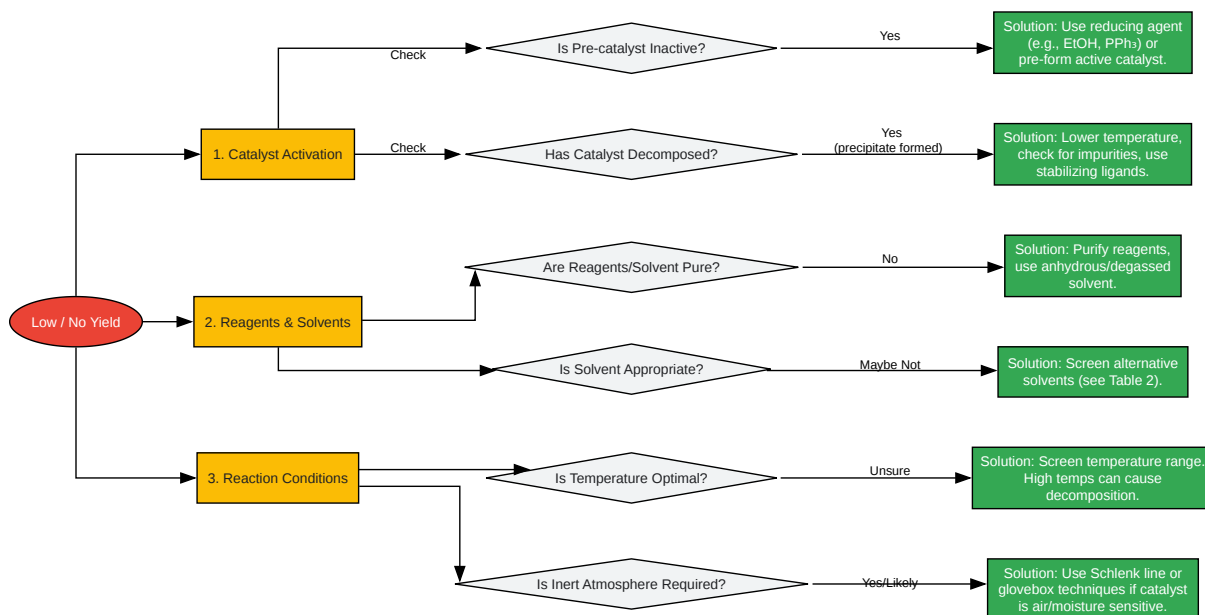 Is Pre-catalyst Inactive?
Yes
Check
Solution: Use reducing agent
(e.g., EtOH, PPh₃) or
pre-form active catalyst.
1. Catalyst Activation
Check
Has Catalyst Decomposed?
Yes
(precipitate formed)
Solution: Lower temperature,
check for impurities, use
stabilizing ligands.
Are Reagents/Solvent Pure?
No
Solution: Purify reagents,
use anhydrous/degassed
solvent.
Low / No Yield
2. Reagents & Solvents
Is Solvent Appropriate?
Maybe Not
Solution: Screen alternative
solvents (see Table 2).
3. Reaction Conditions
Is Temperature Optimal?
Unsure
Solution: Screen temperature range.
High temps can cause
decomposition.
Is Inert Atmosphere Required?
Yes/Likely
Solution: Use Schlenk line or
glovebox techniques if catalyst
is air/moisture sensitive.